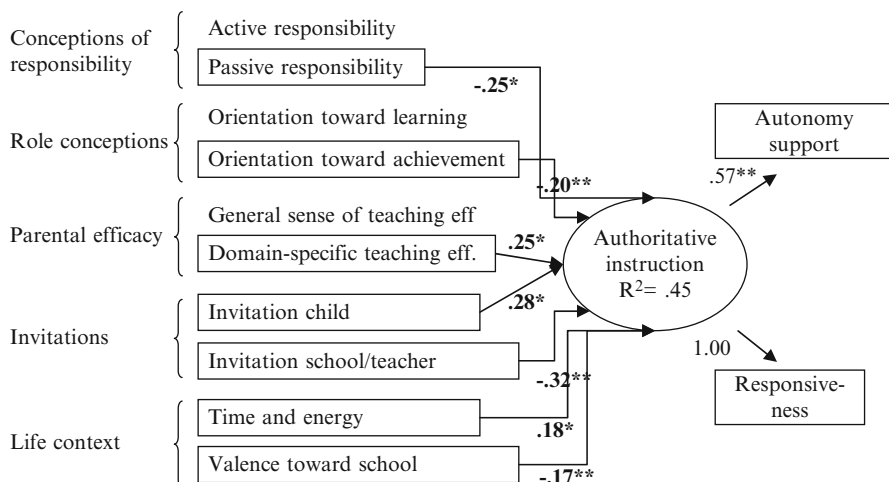 Conceptions of
responsibility
Active responsibility
Passive responsibility
-.25*
Role conceptions
Orientation toward learning
Orientation toward achievement
-.20**
Parental efficacy
General sense of teaching eff
Domain-specific teaching eff.
.25*
Invitations
Invitation child
.28*
Invitation school/teacher
-.32**
Life context
Time and energy
.18*
Valence toward school
-.17**
Authoritative
instruction
R²= .45
Autonomy
support
.57**
1.00
Responsive-
ness